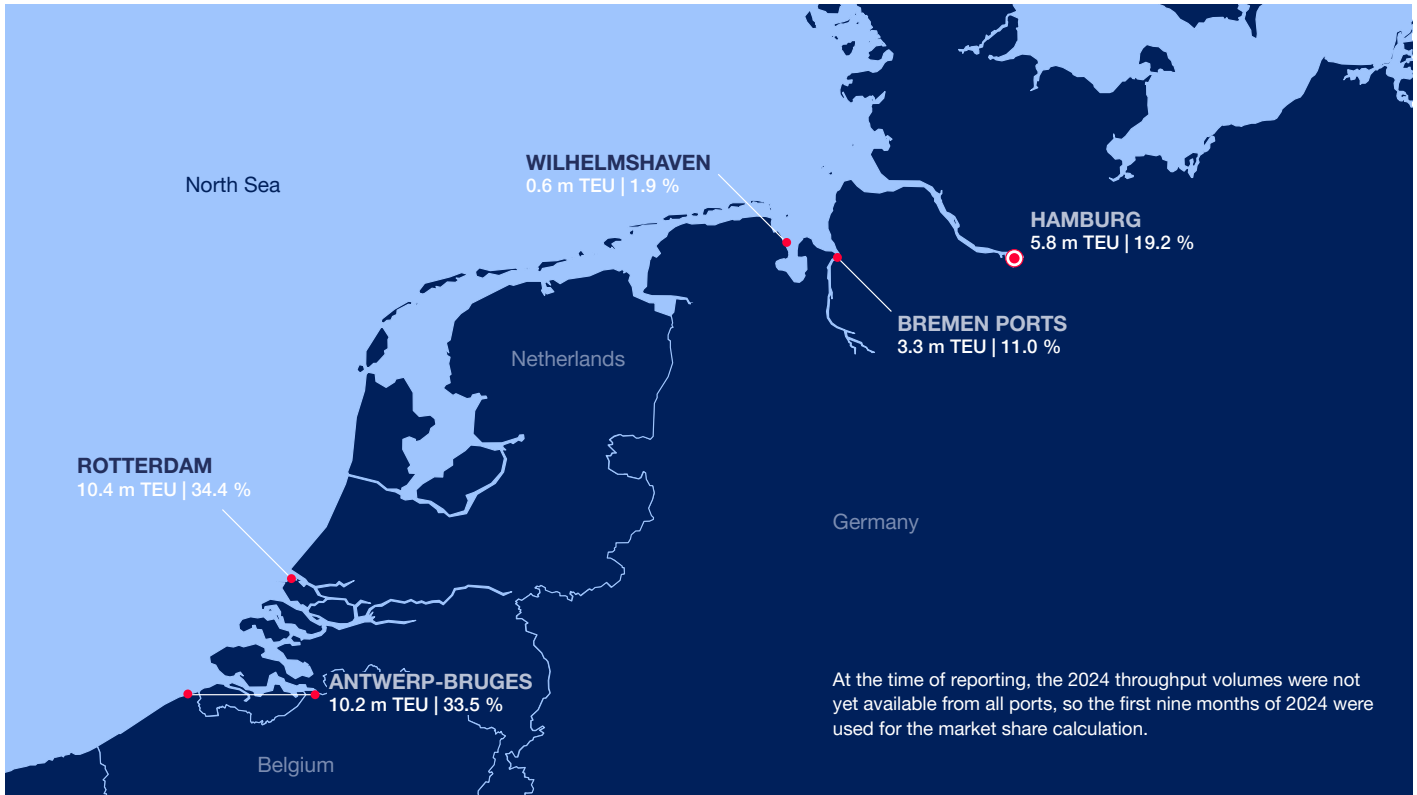 North Sea
WILHELMSHAVEN
0.6 m TEU | 1.9 %
HAMBURG
5.8 m TEU | 19.2 %
BREMEN PORTS
3.3 m TEU | 11.0 %
Netherlands
ROTTERDAM
10.4 m TEU | 34.4 %
Germany
ANTWERP-BRUGES
10.2 m TEU | 33.5 %
Belgium
At the time of reporting, the 2024 throughput volumes were not
yet available from all ports, so the first nine months of 2024 were
used for the market share calculation.